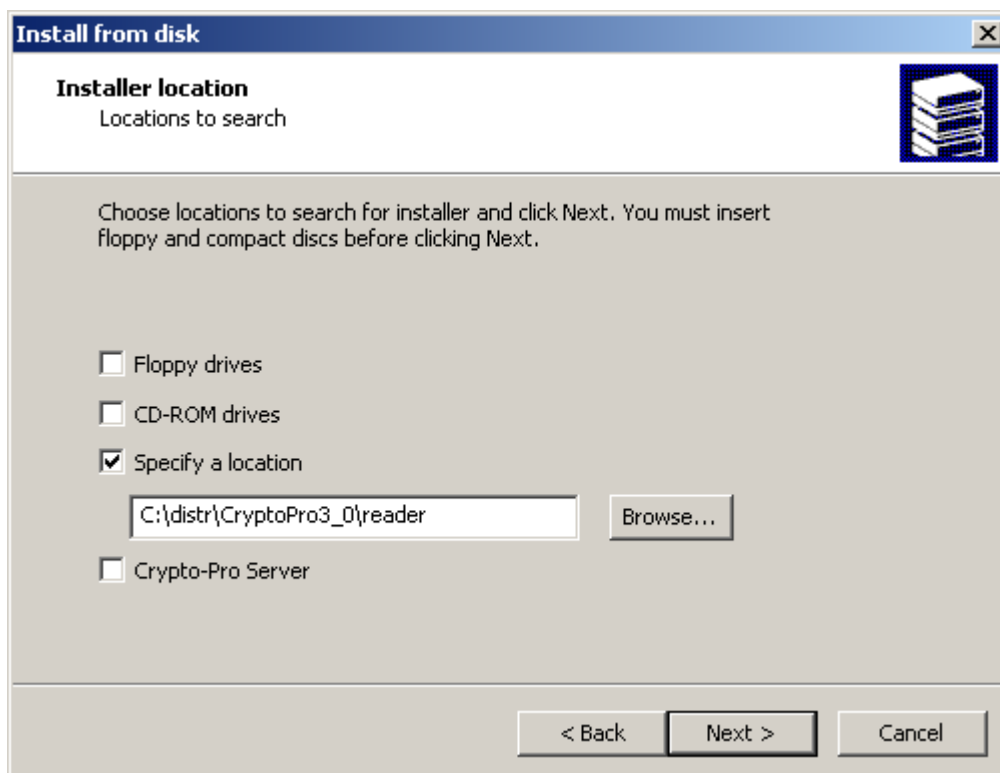 Install from disk
Installer location
Locations to search
Choose locations to search for installer and click Next. You must insert
floppy and compact discs before clicking Next.
Floppy drives
CD-ROM drives
Specify a location
C:\distr\CryptoPro3_0\reader
Browse...
Crypto-Pro Server
< Back
Next >
Cancel